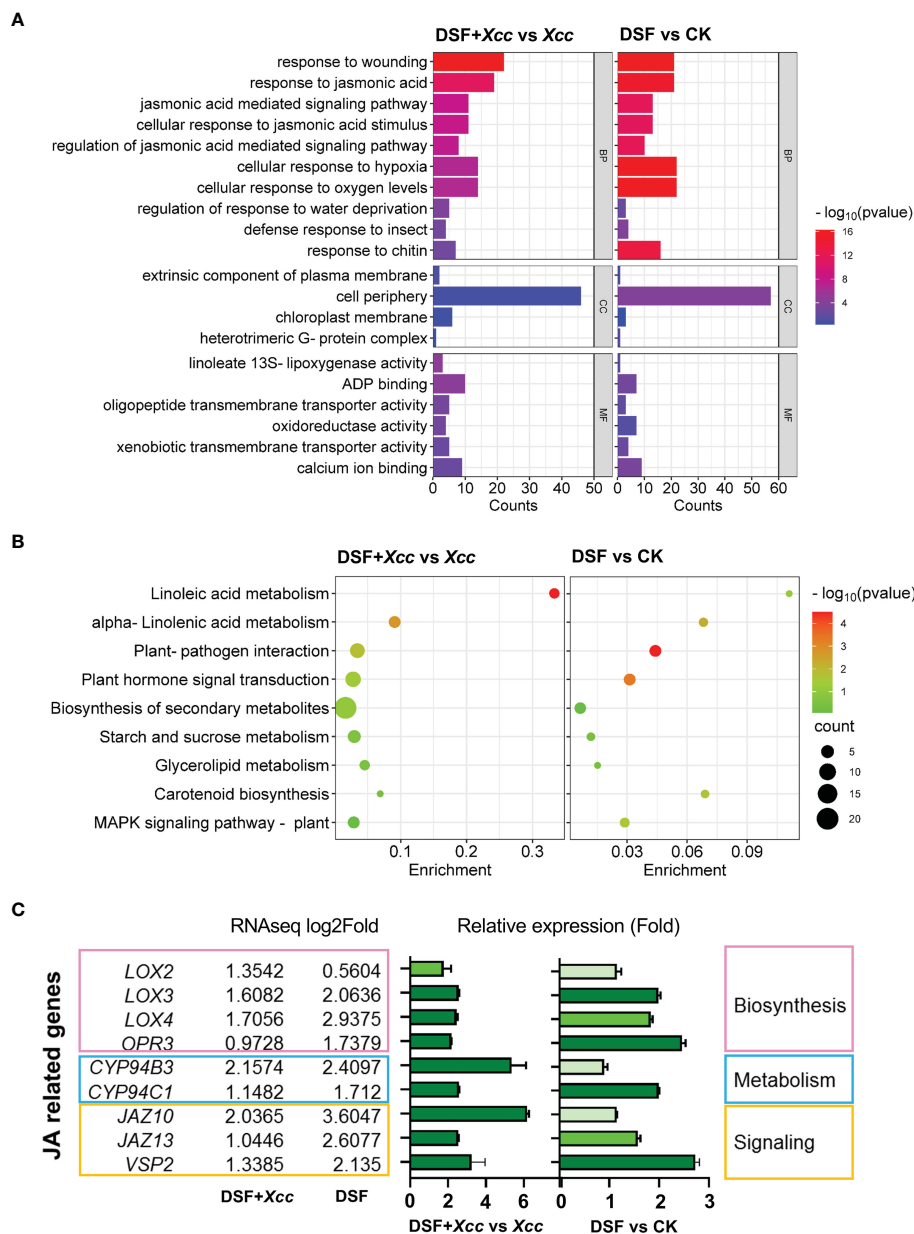 A
DSF+Xcc vs Xcc
DSF vs CK
response to wounding
response to jasmonic acid
jasmonic acid mediated signaling pathway
cellular response to jasmonic acid stimulus
regulation of jasmonic acid mediated signaling pathway
cellular response to hypoxia
cellular response to oxygen levels
regulation of response to water deprivation
defense response to insect
response to chitin
BP
BP
extrinsic component of plasma membrane
cell periphery
chloroplast membrane
heterotrimeric G- protein complex
CC
CC
linoleate 13S- lipoxygenase activity
ADP binding
oligopeptide transmembrane transporter activity
oxidoreductase activity
xenobiotic transmembrane transporter activity
calcium ion binding
MF
MF
0 10 20 30 40 50
0 20 40 60
Counts
Counts
- log10(pvalue)
16
12
8
4
B
DSF+Xcc vs Xcc
DSF vs CK
Linoleic acid metabolism
alpha- Linolenic acid metabolism
Plant- pathogen interaction
Plant hormone signal transduction
Biosynthesis of secondary metabolites
Starch and sucrose metabolism
Glycerolipid metabolism
Carotenoid biosynthesis
MAPK signaling pathway - plant
0.1 0.2 0.3
0.03 0.06 0.09
Enrichment
Enrichment
- log10(pvalue)
4
3
2
1
count
5
10
15
20
C
RNAseq log2Fold
Relative expression (Fold)
JA related genes
LOX2 1.3542 0.5604
LOX3 1.6082 2.0636
LOX4 1.7056 2.9375
OPR3 0.9728 1.7379
CYP94B3 2.1574 2.4097
CYP94C1 1.1482 1.712
JAZ10 2.0365 3.6047
JAZ13 1.0446 2.6077
VSP2 1.3385 2.135
DSF+Xcc DSF
Biosynthesis
Metabolism
Signaling
0 2 4 6
0 1 2 3
DSF+Xcc vs Xcc
DSF vs CK